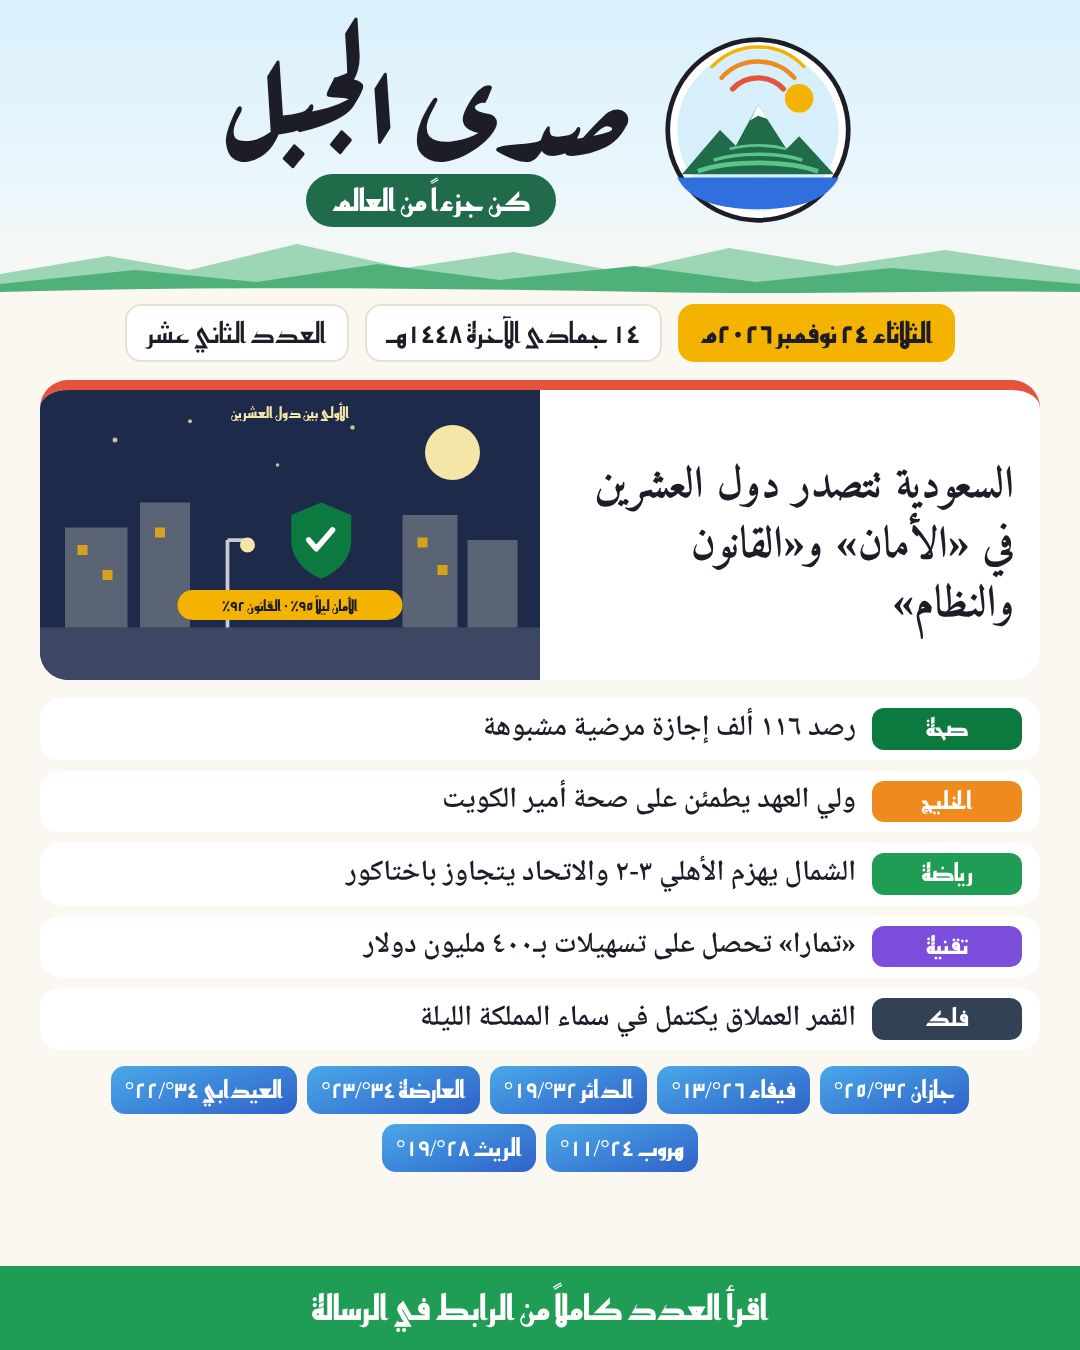 صدى الجبل
كن جزءاً من العالم
الثلاثاء ٢٤ نوفمبر ٢٠٢٦م
١٤ جمادى الآخرة ١٤٤٨هـ
العدد الثاني عشر
السعودية تتصدر دول العشرين
في «الأمان» و«القانون
والنظام»
الأولى بين دول العشرين
الأمان ليلاً ٩٥٪ · القانون ٩٢٪
صحة
رصد ١١٦ ألف إجازة مرضية مشبوهة
الخليج
ولي العهد يطمئن على صحة أمير الكويت
رياضة
الشمال يهزم الأهلي ٣-٢ والاتحاد يتجاوز باختاكور
تقنية
«تمارا» تحصل على تسهيلات بـ٤٠٠ مليون دولار
فلك
القمر العملاق يكتمل في سماء المملكة الليلة
جازان ٣٢°/٢٥°
فيفاء ٢٦°/١٣°
الدائر ٣٢°/١٩°
العارضة ٣٤°/٢٣°
العيدابي ٣٤°/٢٢°
هروب ٢٤°/١١°
الريث ٢٨°/١٩°
اقرأ العدد كاملاً من الرابط في الرسالة